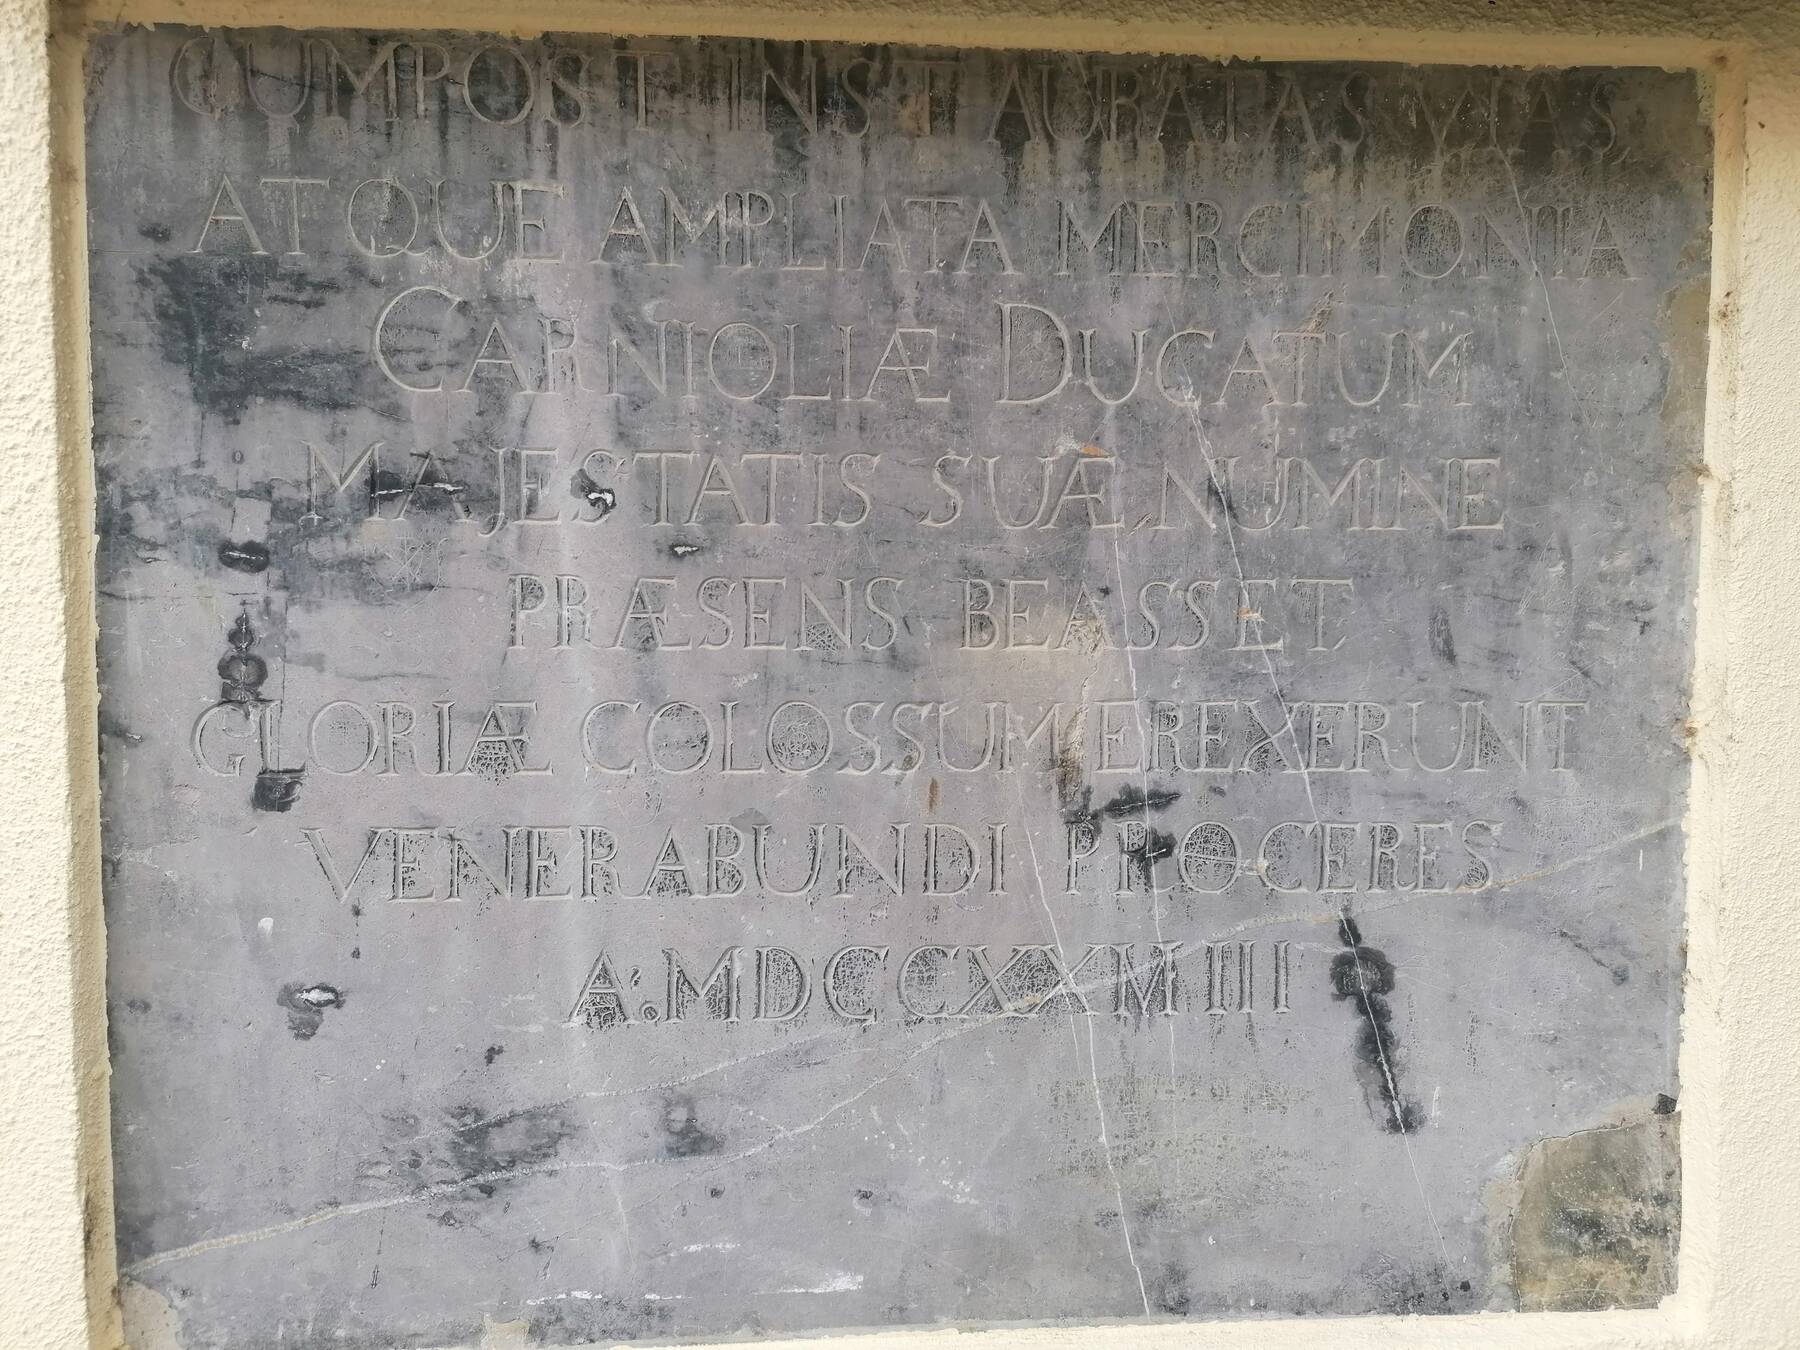 CUM POST INSTAURATAS VIAS
ATQUE AMPLIATA MERCIMONIA
CARNIOLIÆ DUCATUM
MAJESTATIS SUÆ NUMINE
PRÆSENS BEASSET.
GLORIÆ COLOSSUM EREXERUNT
VENERABUNDI PROCERES
A. MDCCXXVIII